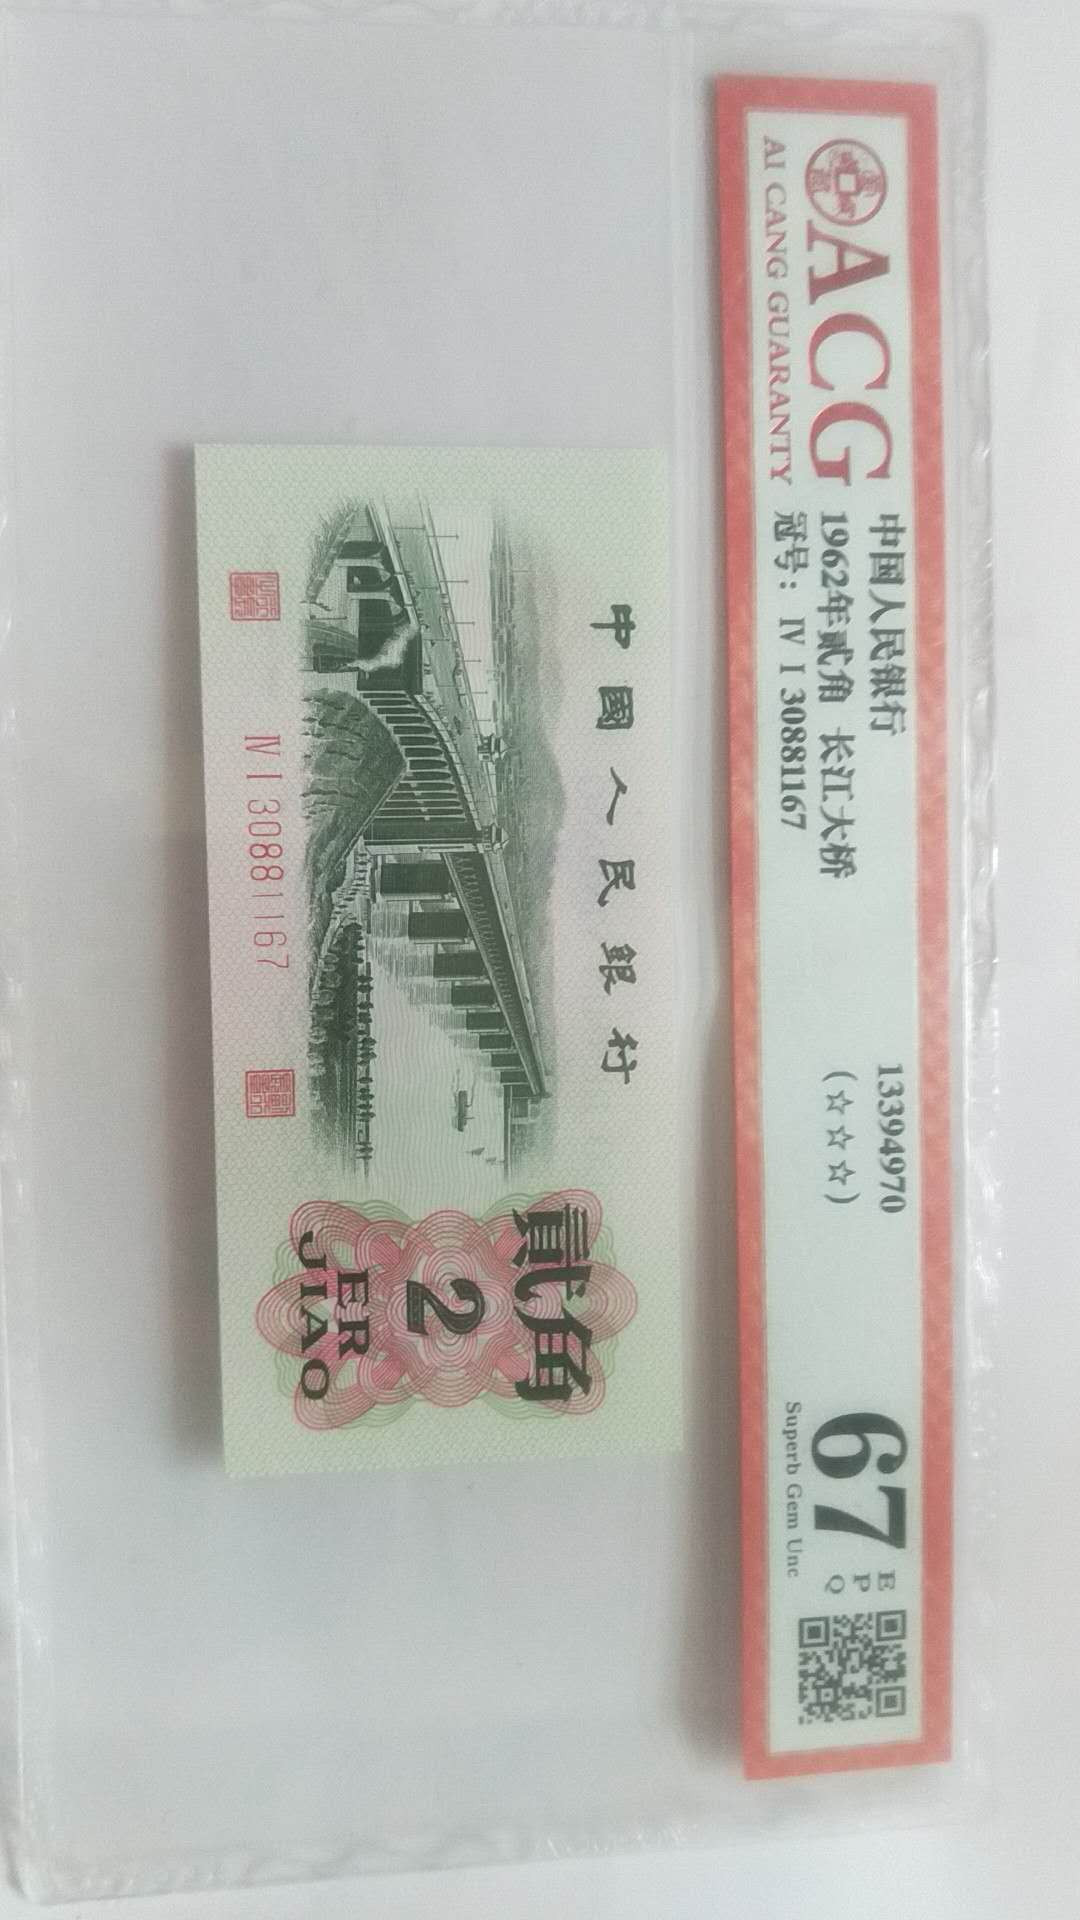 ACG
AI CANG GUARANTY
中国人民銀行
1962年贰角 长江大桥
冠号：Ⅳ Ⅰ 30881167
13394970
(☆☆☆)
67
E
P
Q
Superb Gem Unc
中國人民銀行
Ⅳ Ⅰ 30881167
貳角
2
ER
JIAO